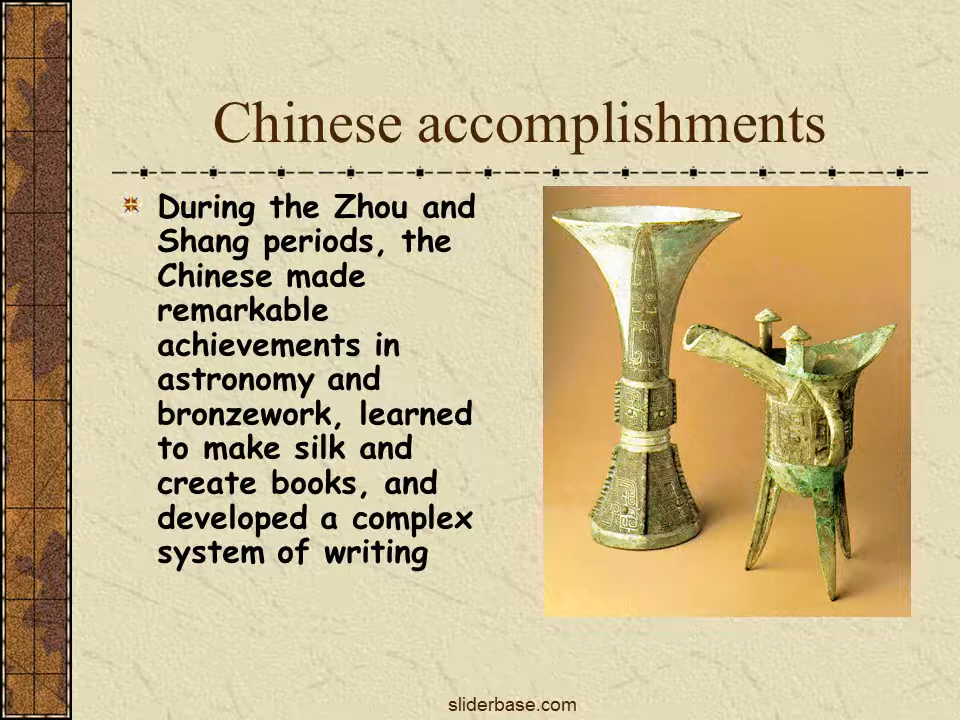 Chinese accomplishments
During the Zhou and
Shang periods, the
Chinese made
remarkable
achievements in
astronomy and
bronzework, learned
to make silk and
create books, and
developed a complex
system of writing
sliderbase.com